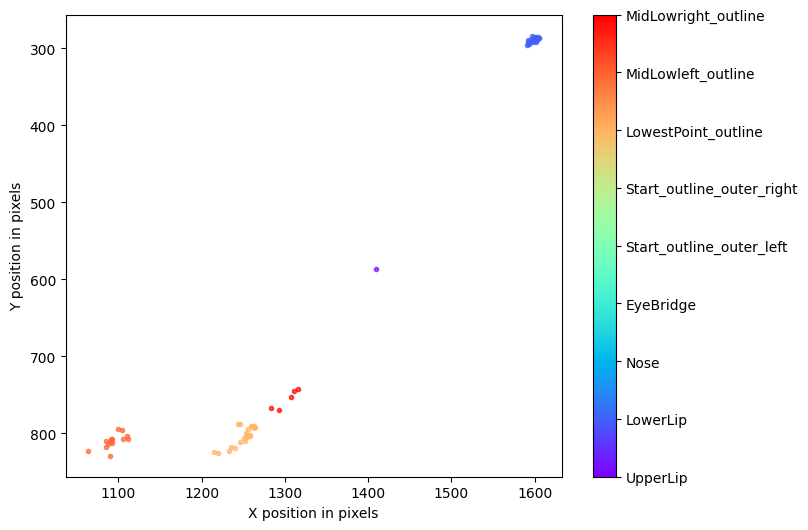 300
400
500
600
700
800
Y position in pixels
1100
1200
1300
1400
1500
1600
X position in pixels
MidLowright_outline
MidLowleft_outline
LowestPoint_outline
Start_outline_outer_right
Start_outline_outer_left
EyeBridge
Nose
LowerLip
UpperLip